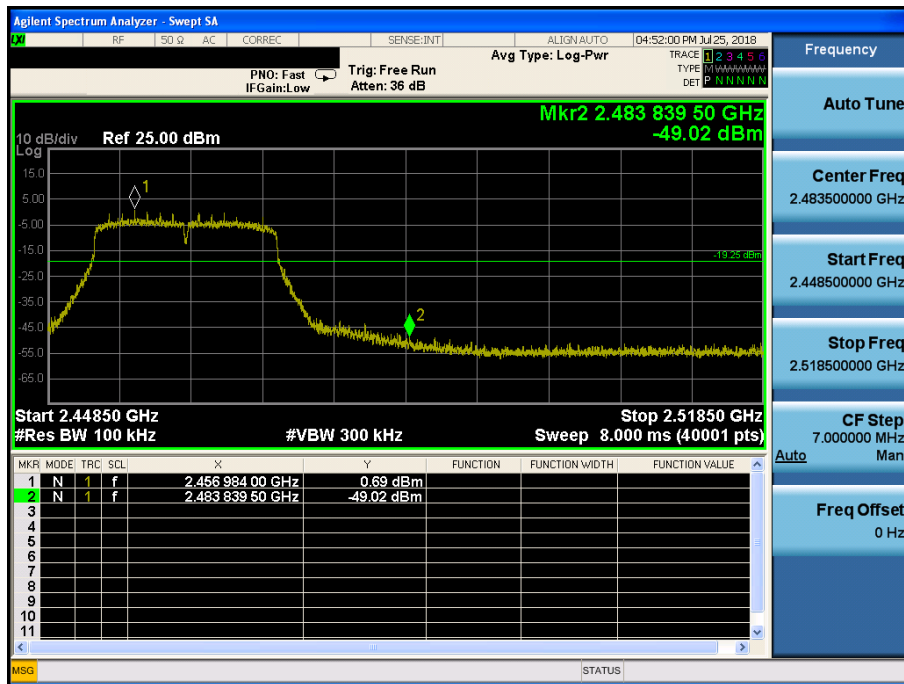 Agilent Spectrum Analyzer - Swept SA
LXI RF 50 Ω AC CORREC SENSE:INT ALIGN AUTO 04:52:00 PM Jul 25, 2018
PNO: Fast
IFGain:Low
Trig: Free Run
Atten: 36 dB
Avg Type: Log-Pwr
TRACE 1 2 3 4 5 6
TYPE M
DET P N N N N N
Mkr2 2.483 839 50 GHz
-49.02 dBm
10 dB/div
Log
Ref 25.00 dBm
15.0
5.00
-5.00
-15.0
-25.0
-35.0
-45.0
-55.0
-65.0
1
2
-19.25 dBm
Start 2.44850 GHz Stop 2.51850 GHz
#Res BW 100 kHz #VBW 300 kHz Sweep 8.000 ms (40001 pts)
MKR MODE TRC SCL X Y FUNCTION FUNCTION WIDTH FUNCTION VALUE
1 N 1 f 2.456 984 00 GHz 0.69 dBm
2 N 1 f 2.483 839 50 GHz -49.02 dBm
3
4
5
6
7
8
9
10
11
MSG STATUS
Frequency
Auto Tune
Center Freq
2.483500000 GHz
Start Freq
2.448500000 GHz
Stop Freq
2.518500000 GHz
CF Step
7.000000 MHz
Auto Man
Freq Offset
0 Hz